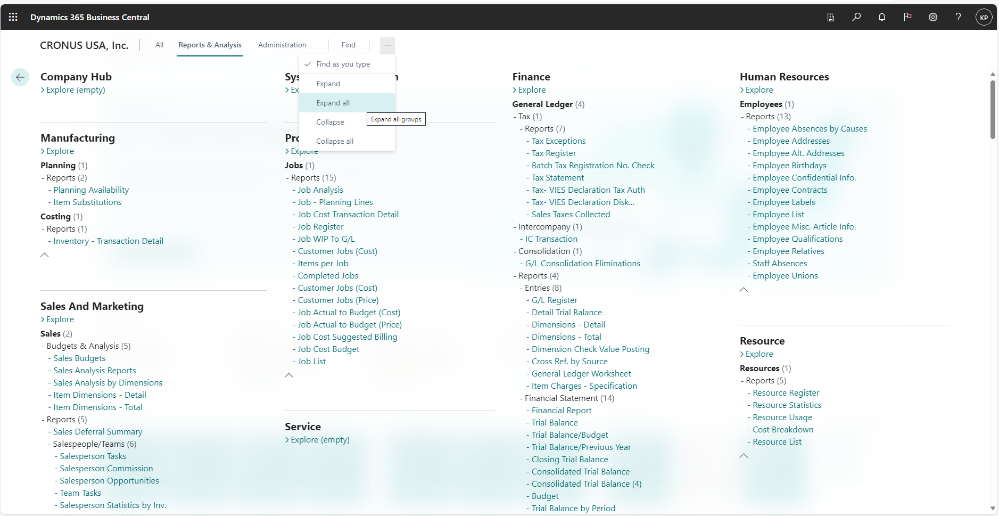 Dynamics 365 Business Central
KP
CRONUS USA, Inc.
All
Reports & Analysis
Administration
Find
Find as you type
Expand
Expand all
Collapse
Collapse all
Expand all groups
Company Hub
Explore (empty)
Manufacturing
Explore
Planning (1)
- Reports (2)
- Planning Availability
- Item Substitutions
Costing (1)
- Reports (1)
- Inventory - Transaction Detail
Sales And Marketing
Explore
Sales (2)
- Budgets & Analysis (5)
- Sales Budgets
- Sales Analysis Reports
- Sales Analysis by Dimensions
- Item Dimensions - Detail
- Item Dimensions - Total
- Reports (5)
- Sales Deferral Summary
- Salespeople/Teams (6)
- Salesperson Tasks
- Salesperson Commission
- Salesperson Opportunities
- Team Tasks
- Salesperson Statistics by Inv.
Explore
Jobs (1)
- Reports (15)
- Job Analysis
- Job - Planning Lines
- Job Cost Transaction Detail
- Job Register
- Job WIP To G/L
- Customer Jobs (Cost)
- Items per Job
- Completed Jobs
- Customer Jobs (Cost)
- Customer Jobs (Price)
- Job Actual to Budget (Cost)
- Job Actual to Budget (Price)
- Job Cost Suggested Billing
- Job Cost Budget
- Job List
Service
Explore (empty)
Finance
Explore
General Ledger (4)
- Tax (1)
- Reports (7)
- Tax Exceptions
- Tax Register
- Batch Tax Registration No. Check
- Tax Statement
- Tax- VIES Declaration Tax Auth
- Tax- VIES Declaration Disk...
- Sales Taxes Collected
- Intercompany (1)
- IC Transaction
- Consolidation (1)
- G/L Consolidation Eliminations
- Reports (4)
- Entries (8)
- G/L Register
- Detail Trial Balance
- Dimensions - Detail
- Dimensions - Total
- Dimension Check Value Posting
- Cross Ref. by Source
- General Ledger Worksheet
- Item Charges - Specification
- Financial Statement (14)
- Financial Report
- Trial Balance
- Trial Balance/Budget
- Trial Balance/Previous Year
- Closing Trial Balance
- Consolidated Trial Balance
- Consolidated Trial Balance (4)
- Budget
- Trial Balance by Period
Human Resources
Explore
Employees (1)
- Reports (13)
- Employee Absences by Causes
- Employee Addresses
- Employee Alt. Addresses
- Employee Birthdays
- Employee Confidential Info.
- Employee Contracts
- Employee Labels
- Employee List
- Employee Misc. Article Info.
- Employee Qualifications
- Employee Relatives
- Staff Absences
- Employee Unions
Resource
Explore
Resources (1)
- Reports (5)
- Resource Register
- Resource Statistics
- Resource Usage
- Cost Breakdown
- Resource List